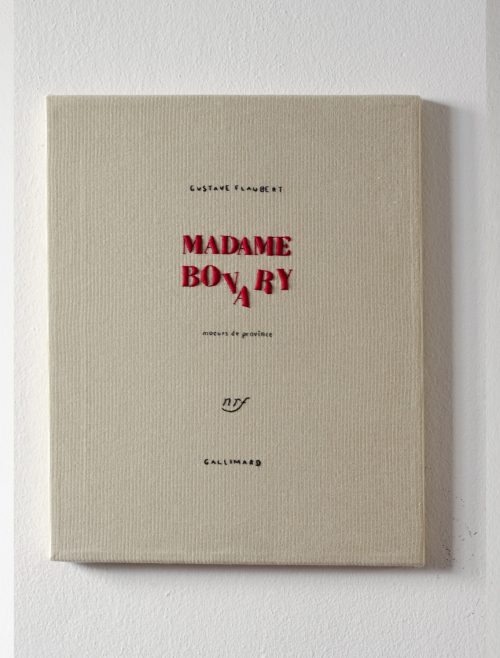 GUSTAVE FLAUBERT
MADAME
BOVARY
moeurs de province
nrf
GALLIMARD